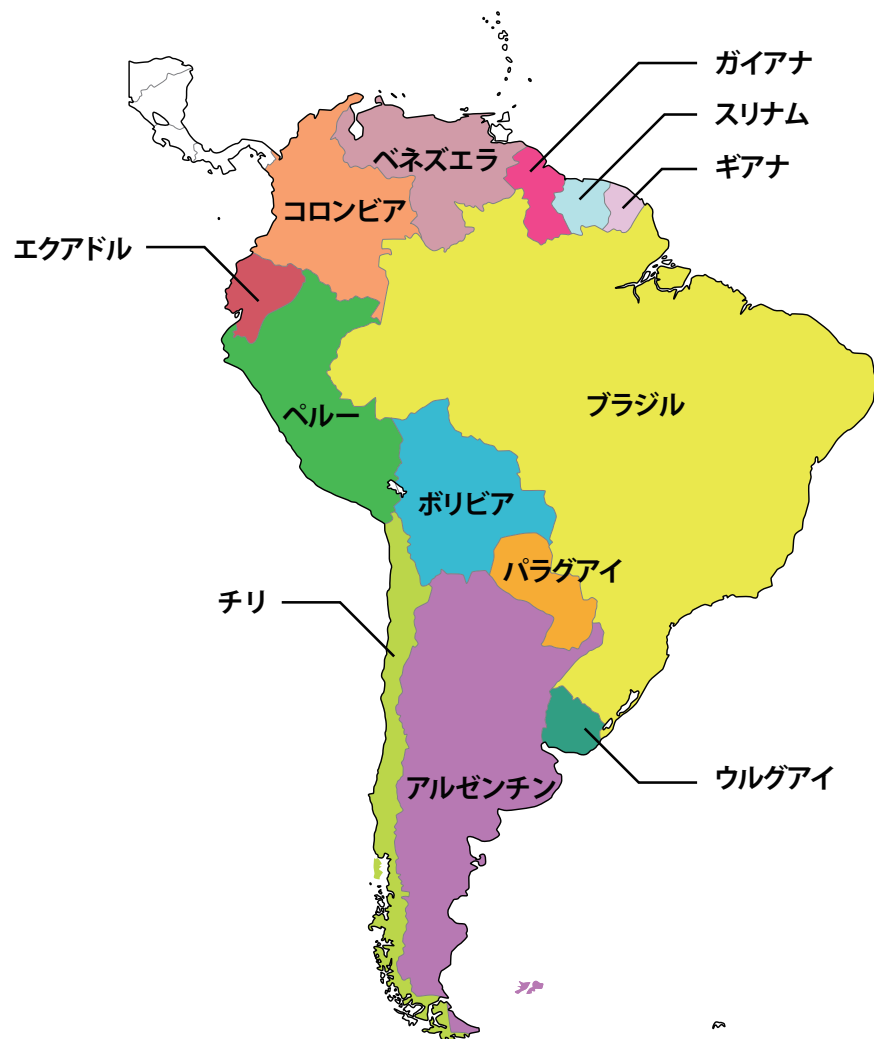 ガイアナ
スリナム
ベネズエラ
ギアナ
コロンビア
エクアドル
ブラジル
ペルー
ボリビア
パラグアイ
チリ
ウルグアイ
アルゼンチン